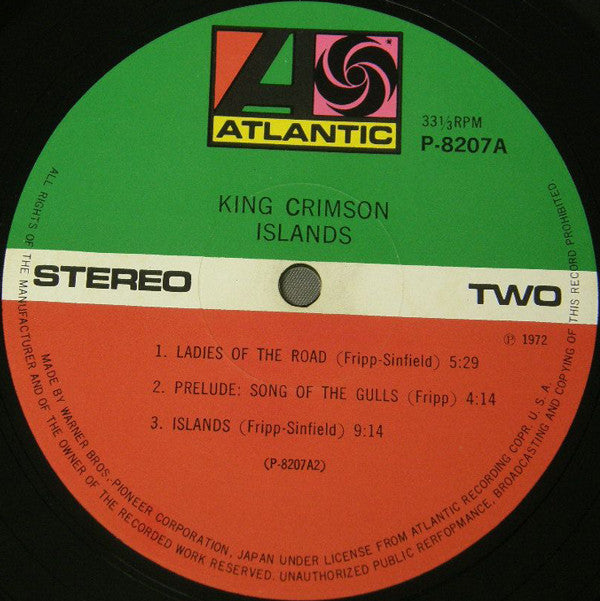 ATLANTIC
33⅓RPM
P-8207A
KING CRIMSON
ISLANDS
STEREO
TWO
℗ 1972
1. LADIES OF THE ROAD (Fripp-Sinfield) 5:29
2. PRELUDE: SONG OF THE GULLS (Fripp) 4:14
3. ISLANDS (Fripp-Sinfield) 9:14
(P-8207A2)
MADE BY WARNER BROS.-PIONEER CORPORATION, JAPAN UNDER LICENSE FROM ATLANTIC RECORDING COPR. U. S. A.
ALL RIGHTS OF THE MANUFACTURER AND OF THE OWNER OF THE RECORDED WORK RESERVED. UNAUTHORIZED PUBLIC RERFPOMANCE, BROADCASTING AND COPYING OF THIS RECORD PROHIBITED.